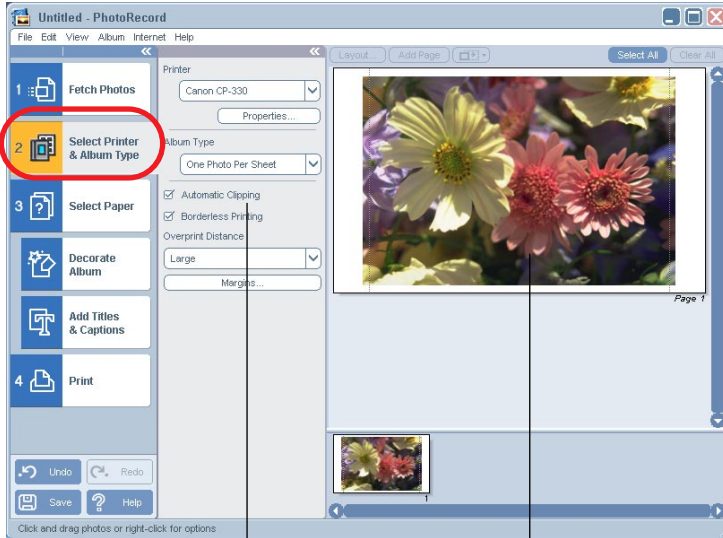 Untitled - PhotoRecord
File Edit View Album Internet Help
1 Fetch Photos
2 Select Printer
& Album Type
3 Select Paper
Decorate
Album
Add Titles
& Captions
4 Print
Undo
Redo
Save
Help
Printer
Canon CP-330
Properties...
Album Type
One Photo Per Sheet
Automatic Clipping
Borderless Printing
Overprint Distance
Large
Margins...
Layout...
Add Page
Select All
Clear All
Page 1
1
Click and drag photos or right-click for options